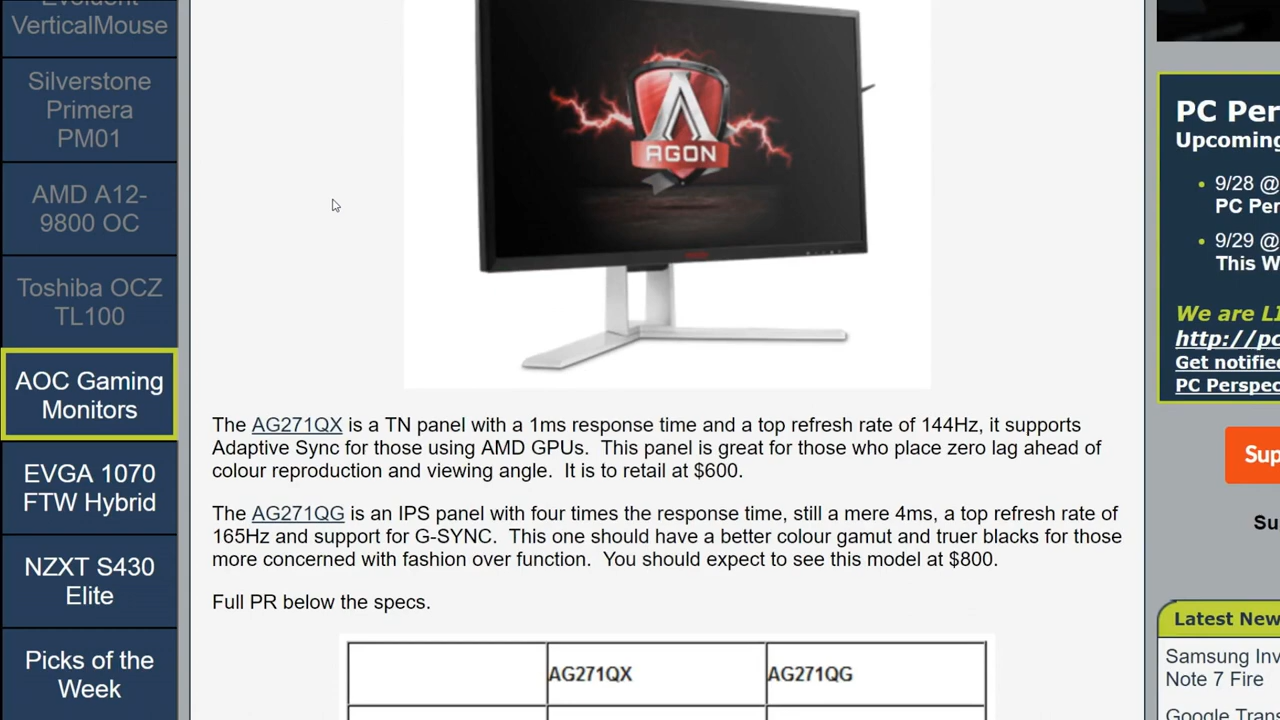 VerticalMouse
Silverstone
Primera
PM01
AMD A12-
9800 OC
Toshiba OCZ
TL100
AOC Gaming
Monitors
EVGA 1070
FTW Hybrid
NZXT S430
Elite
Picks of the
Week
AGON
The AG271QX is a TN panel with a 1ms response time and a top refresh rate of 144Hz, it supports
Adaptive Sync for those using AMD GPUs. This panel is great for those who place zero lag ahead of
colour reproduction and viewing angle. It is to retail at $600.
The AG271QG is an IPS panel with four times the response time, still a mere 4ms, a top refresh rate of
165Hz and support for G-SYNC. This one should have a better colour gamut and truer blacks for those
more concerned with fashion over function. You should expect to see this model at $800.
Full PR below the specs.
AG271QX
AG271QG
PC Per
Upcoming
• 9/28 @
PC Per
• 9/29 @
This W
We are LI
http://pc
Get notifie
PC Perspec
Sup
Su
Latest New
Samsung Inv
Note 7 Fire
Google Trans